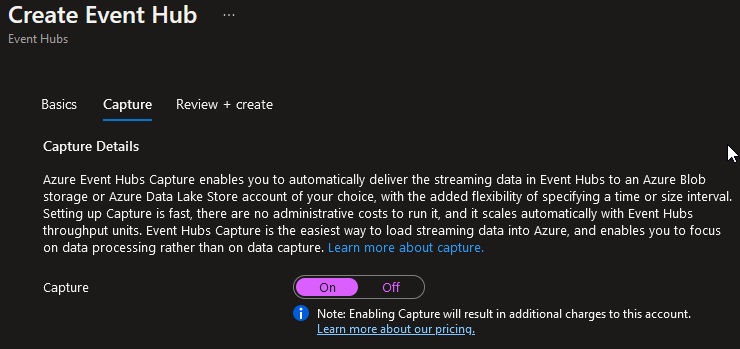 Create Event Hub ...
Event Hubs
Basics Capture Review + create
Capture Details
Azure Event Hubs Capture enables you to automatically deliver the streaming data in Event Hubs to an Azure Blob
storage or Azure Data Lake Store account of your choice, with the added flexibility of specifying a time or size interval.
Setting up Capture is fast, there are no administrative costs to run it, and it scales automatically with Event Hubs
throughput units. Event Hubs Capture is the easiest way to load streaming data into Azure, and enables you to focus
on data processing rather than on data capture. Learn more about capture.
Capture On Off
Note: Enabling Capture will result in additional charges to this account.
Learn more about our pricing.